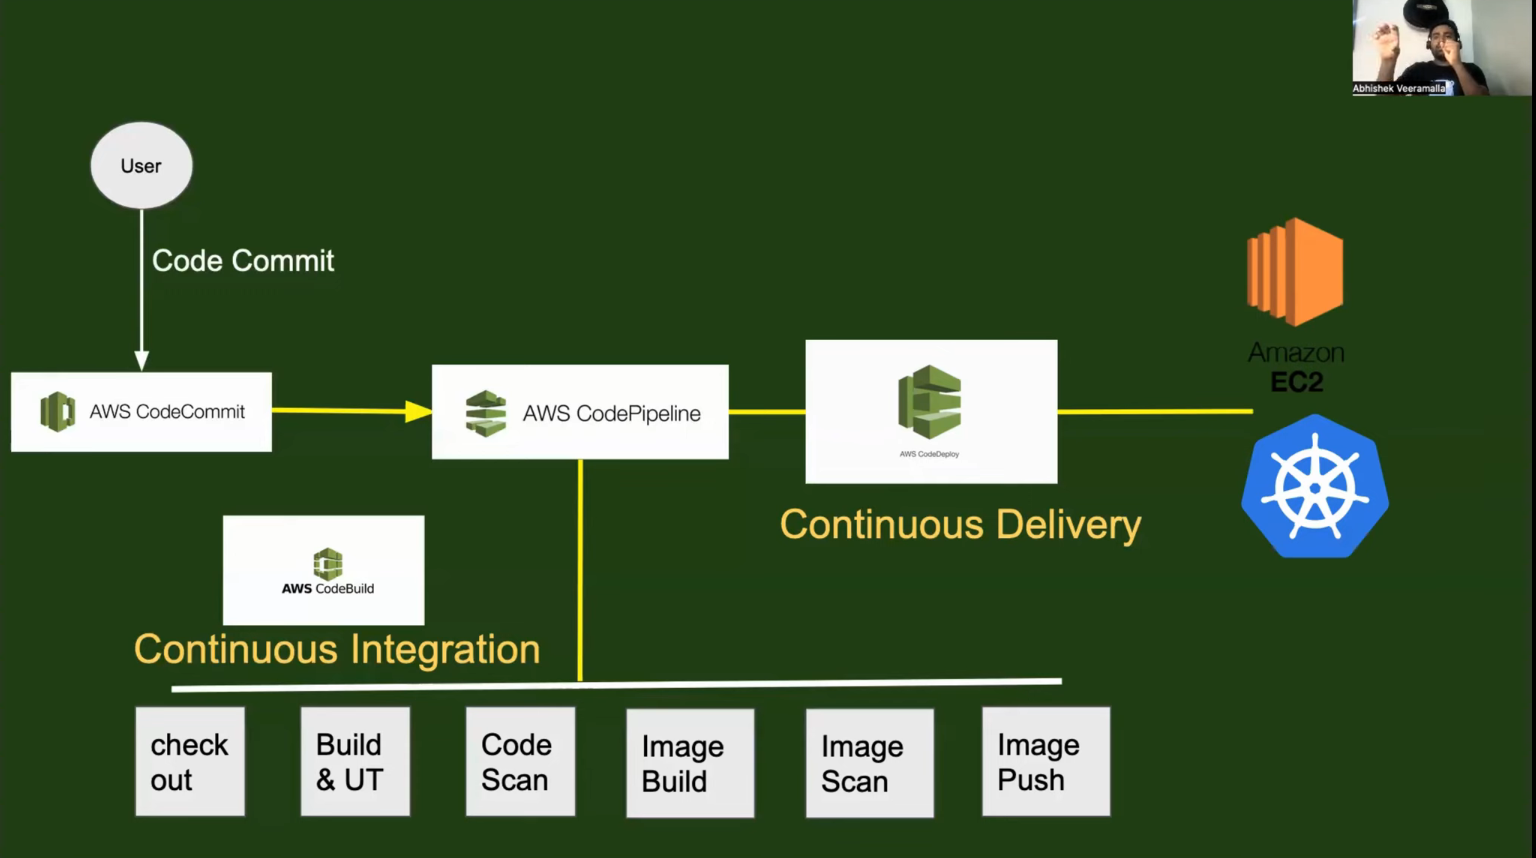 Abhishek Veeramalla
User
Code Commit
AWS CodeCommit
AWS CodePipeline
AWS CodeDeploy
Amazon
EC2
Continuous Delivery
AWS CodeBuild
Continuous Integration
check
out
Build
& UT
Code
Scan
Image
Build
Image
Scan
Image
Push